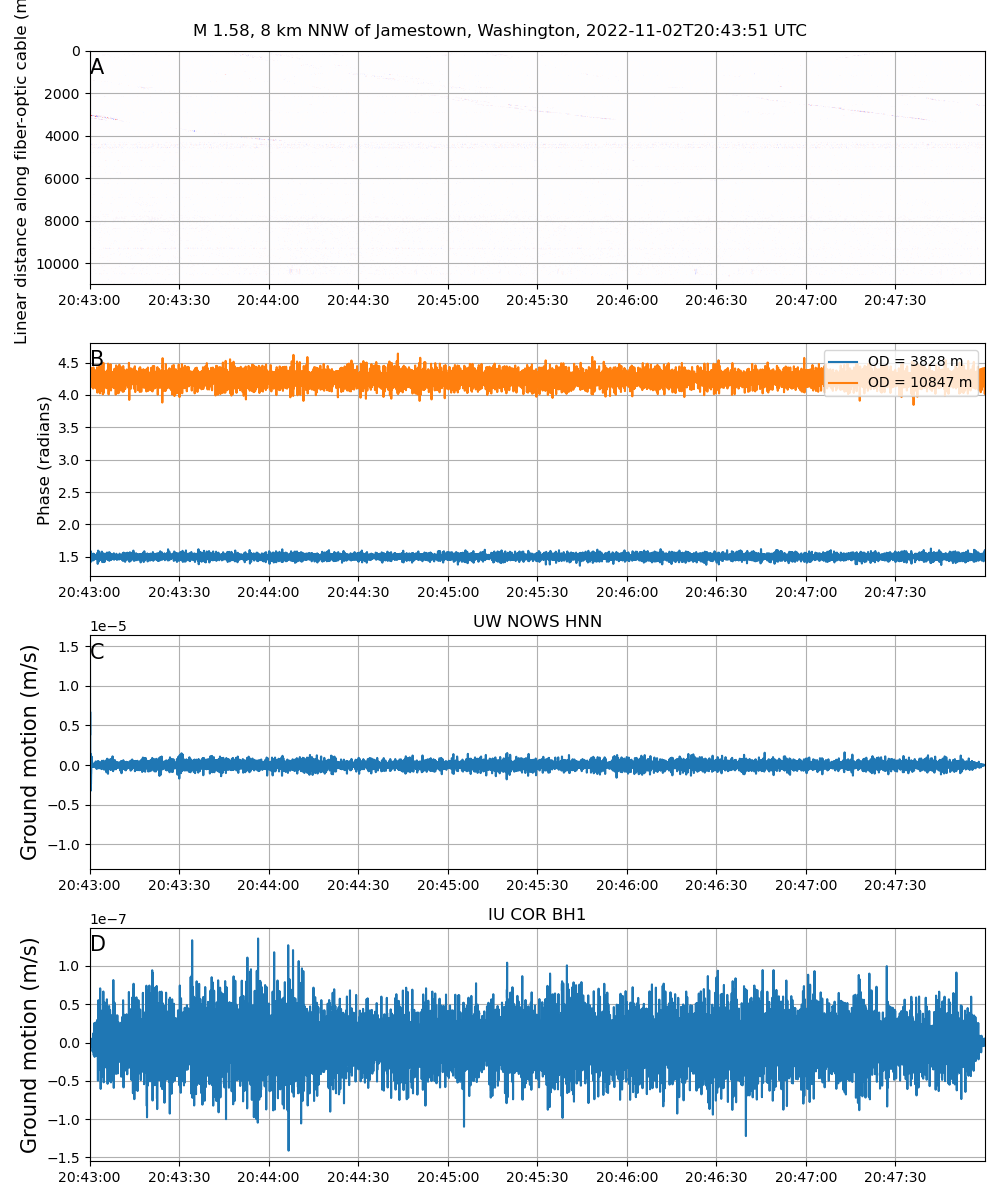 M 1.58, 8 km NNW of Jamestown, Washington, 2022-11-02T20:43:51 UTC
Linear distance along fiber-optic cable (m
A
0
2000
4000
6000
8000
10000
20:43:00 20:43:30 20:44:00 20:44:30 20:45:00 20:45:30 20:46:00 20:46:30 20:47:00 20:47:30
Phase (radians)
B
4.5
4.0
3.5
3.0
2.5
2.0
1.5
OD = 3828 m
OD = 10847 m
20:43:00 20:43:30 20:44:00 20:44:30 20:45:00 20:45:30 20:46:00 20:46:30 20:47:00 20:47:30
UW NOWS HNN
1e−5
Ground motion (m/s)
C
1.5
1.0
0.5
0.0
−0.5
−1.0
20:43:00 20:43:30 20:44:00 20:44:30 20:45:00 20:45:30 20:46:00 20:46:30 20:47:00 20:47:30
IU COR BH1
1e−7
Ground motion (m/s)
D
1.0
0.5
0.0
−0.5
−1.0
−1.5
20:43:00 20:43:30 20:44:00 20:44:30 20:45:00 20:45:30 20:46:00 20:46:30 20:47:00 20:47:30